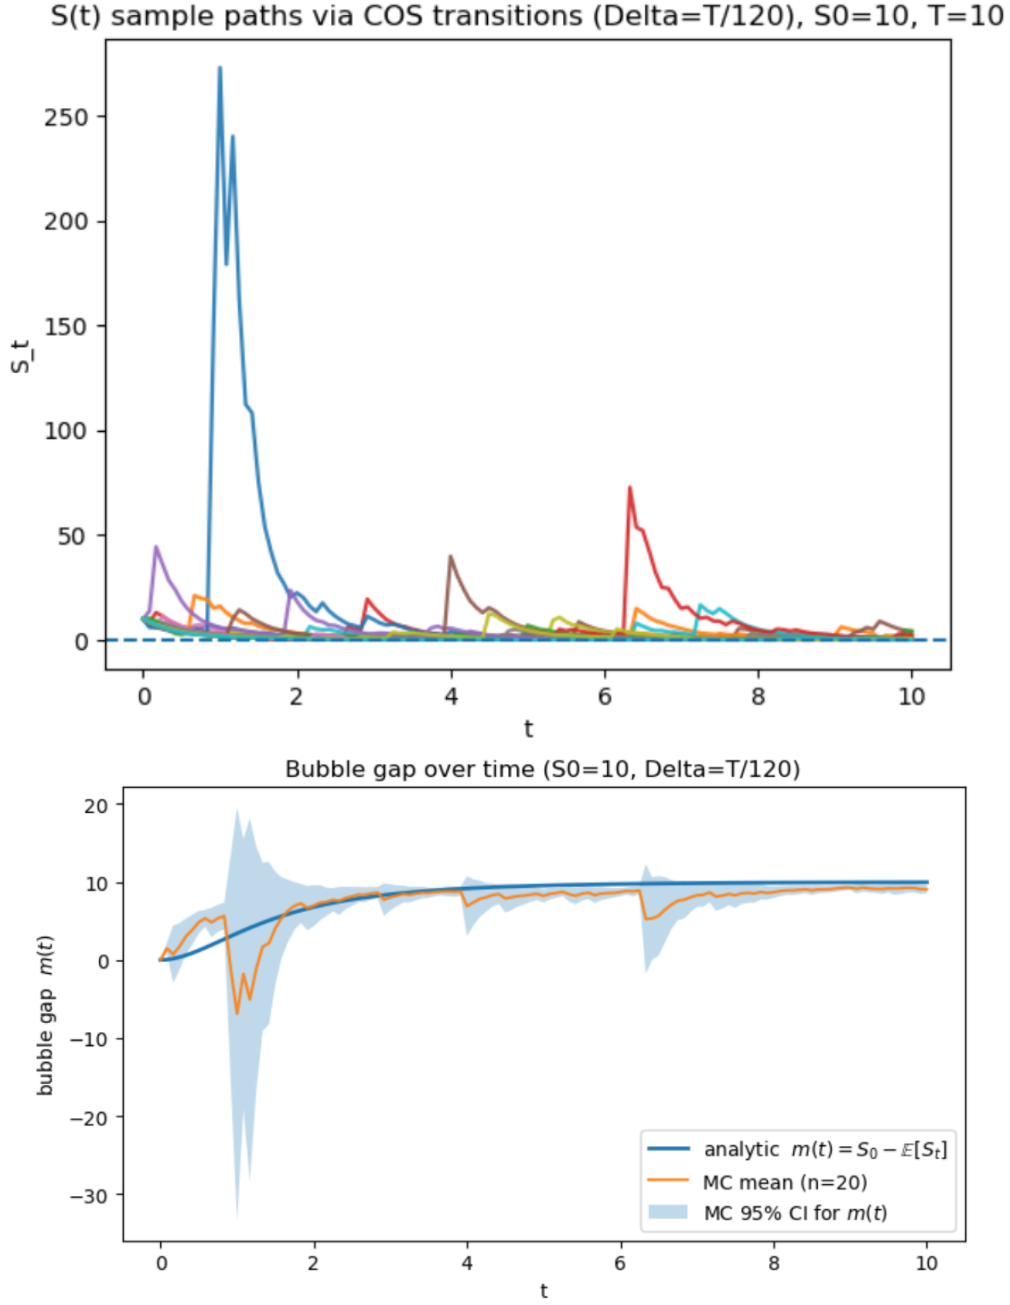 S(t) sample paths via COS transitions (Delta=T/120), S0=10, T=10
250
200
150
100
50
0
S_t
0 2 4 6 8 10
t
Bubble gap over time (S0=10, Delta=T/120)
20
10
0
−10
−20
−30
bubble gap m(t)
analytic m(t) = S₀ − 𝔼[Sₜ]
MC mean (n=20)
MC 95% CI for m(t)
0 2 4 6 8 10
t